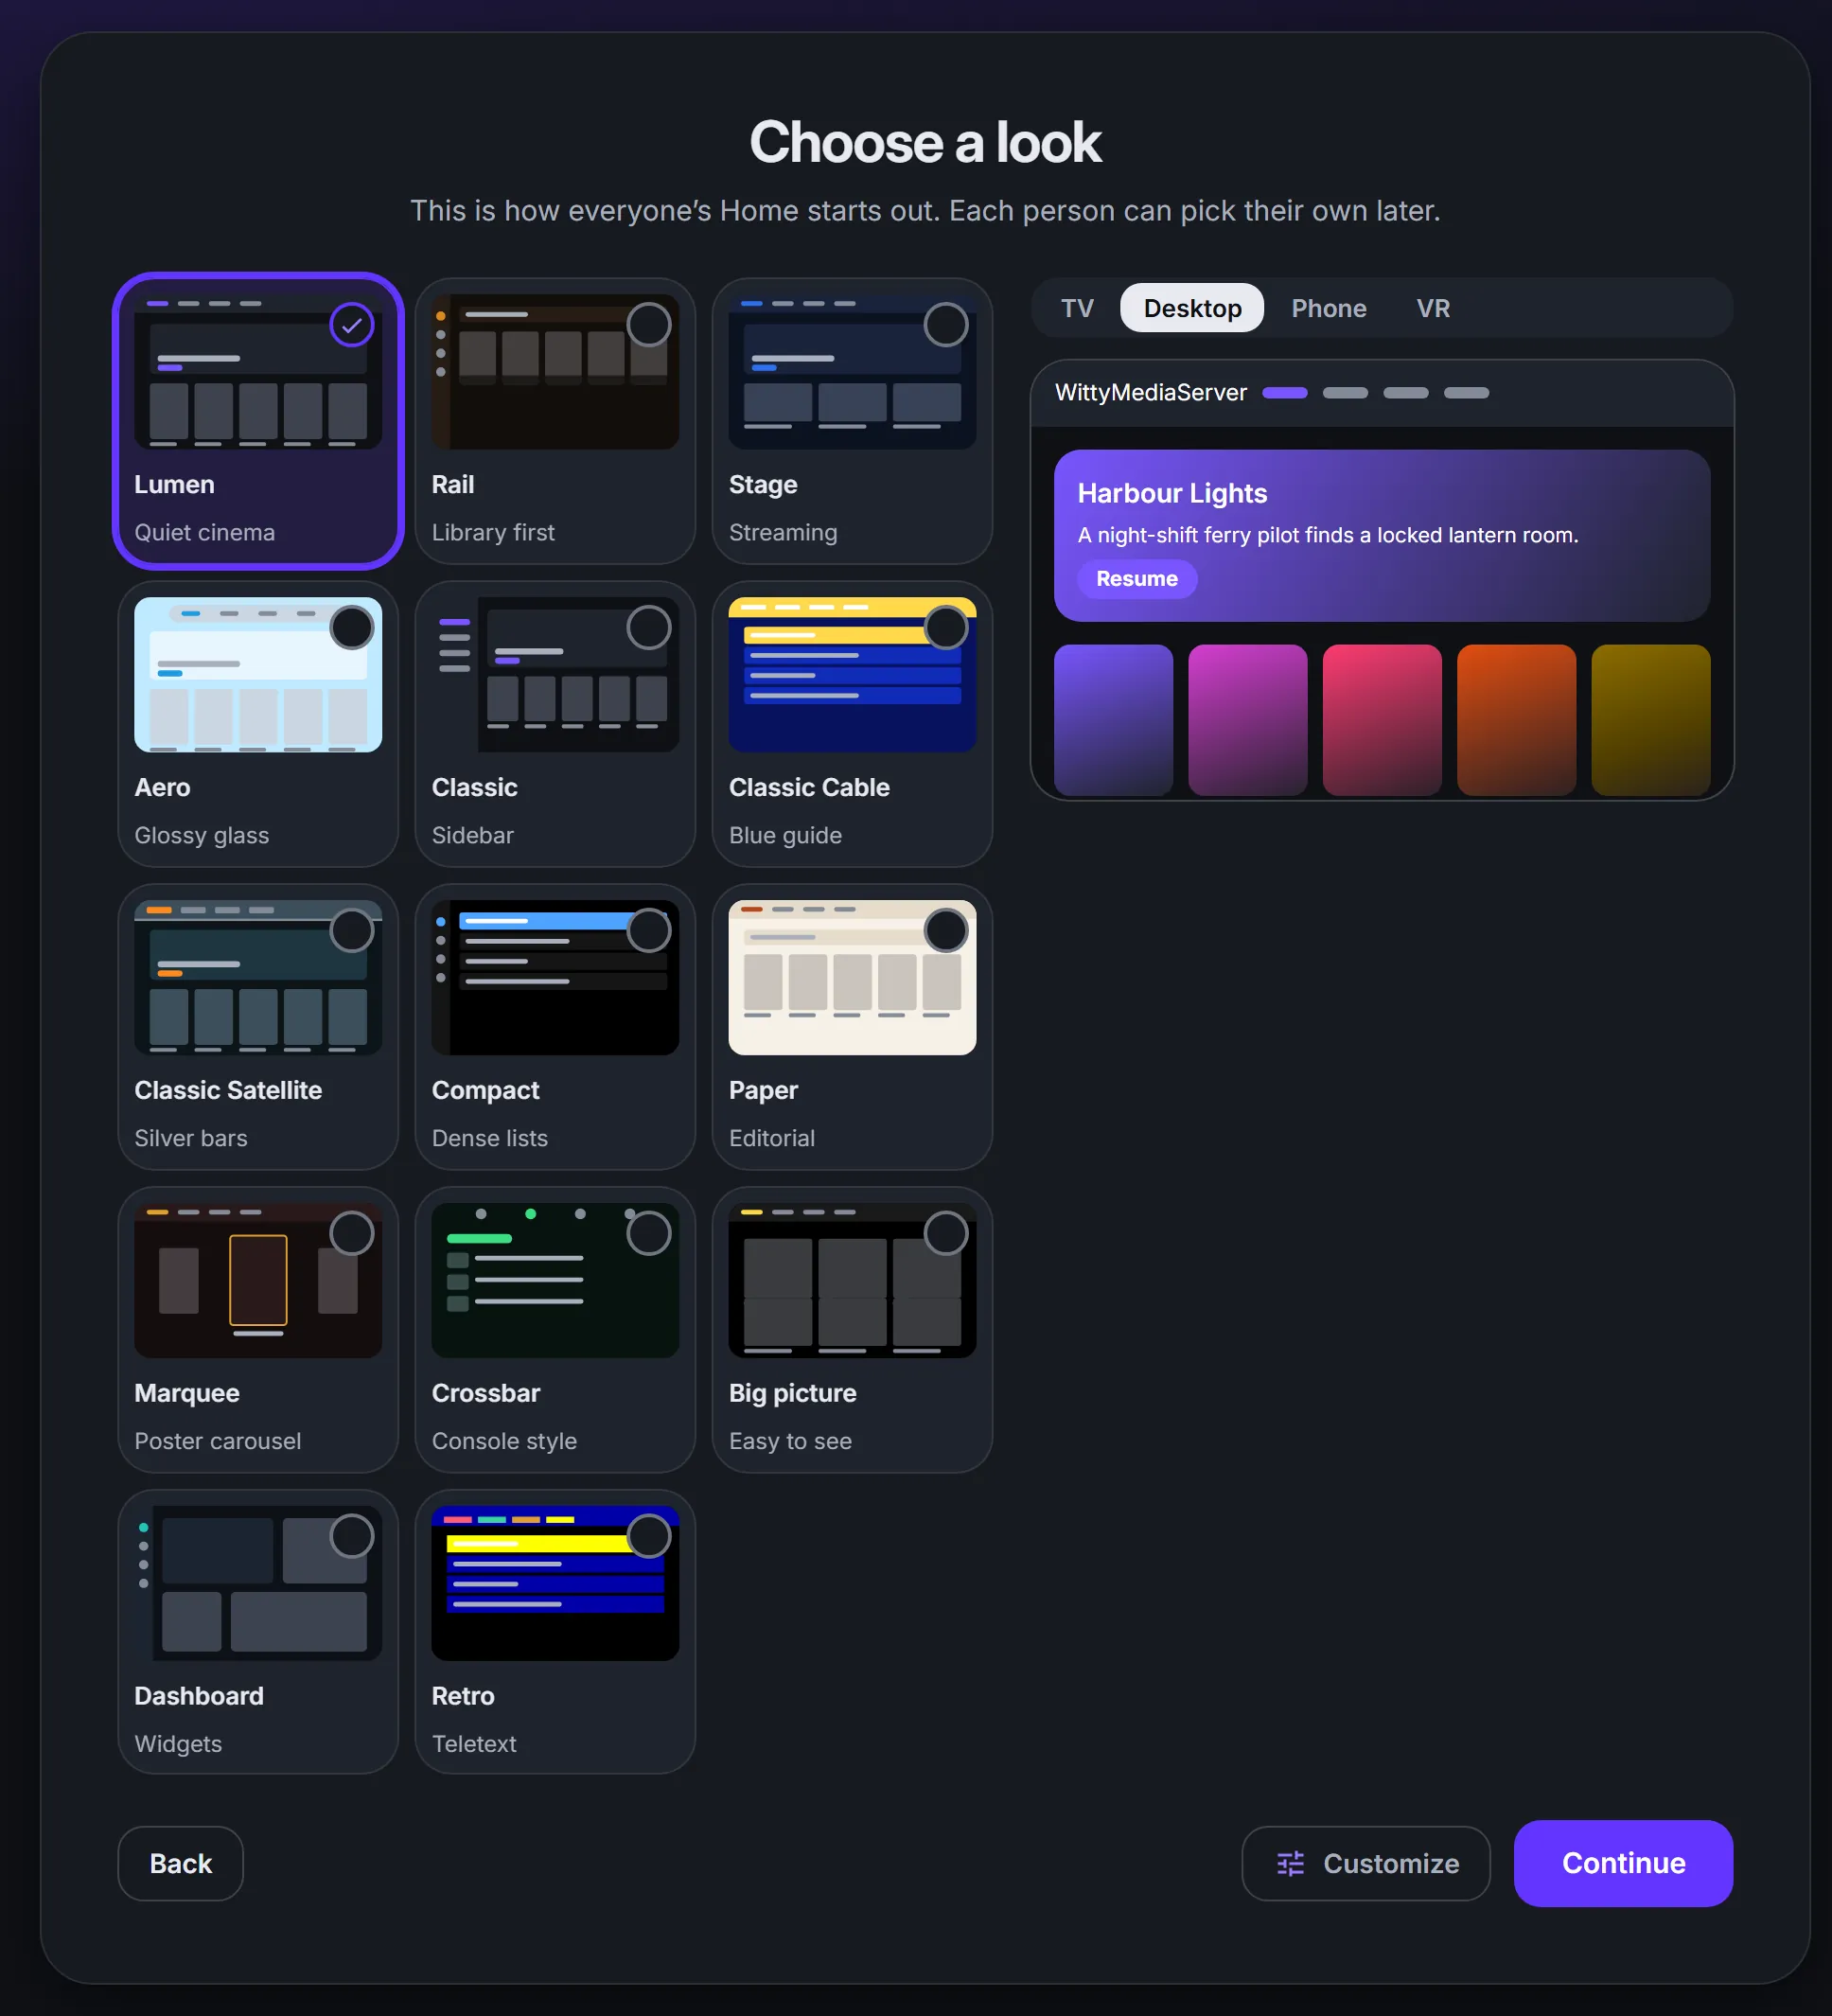 Choose a look
This is how everyone’s Home starts out. Each person can pick their own later.
Lumen
Quiet cinema
Rail
Library first
Stage
Streaming
Aero
Glossy glass
Classic
Sidebar
Classic Cable
Blue guide
Classic Satellite
Silver bars
Compact
Dense lists
Paper
Editorial
Marquee
Poster carousel
Crossbar
Console style
Big picture
Easy to see
Dashboard
Widgets
Retro
Teletext
TV Desktop Phone VR
WittyMediaServer
Harbour Lights
A night-shift ferry pilot finds a locked lantern room.
Resume
Back
Customize
Continue